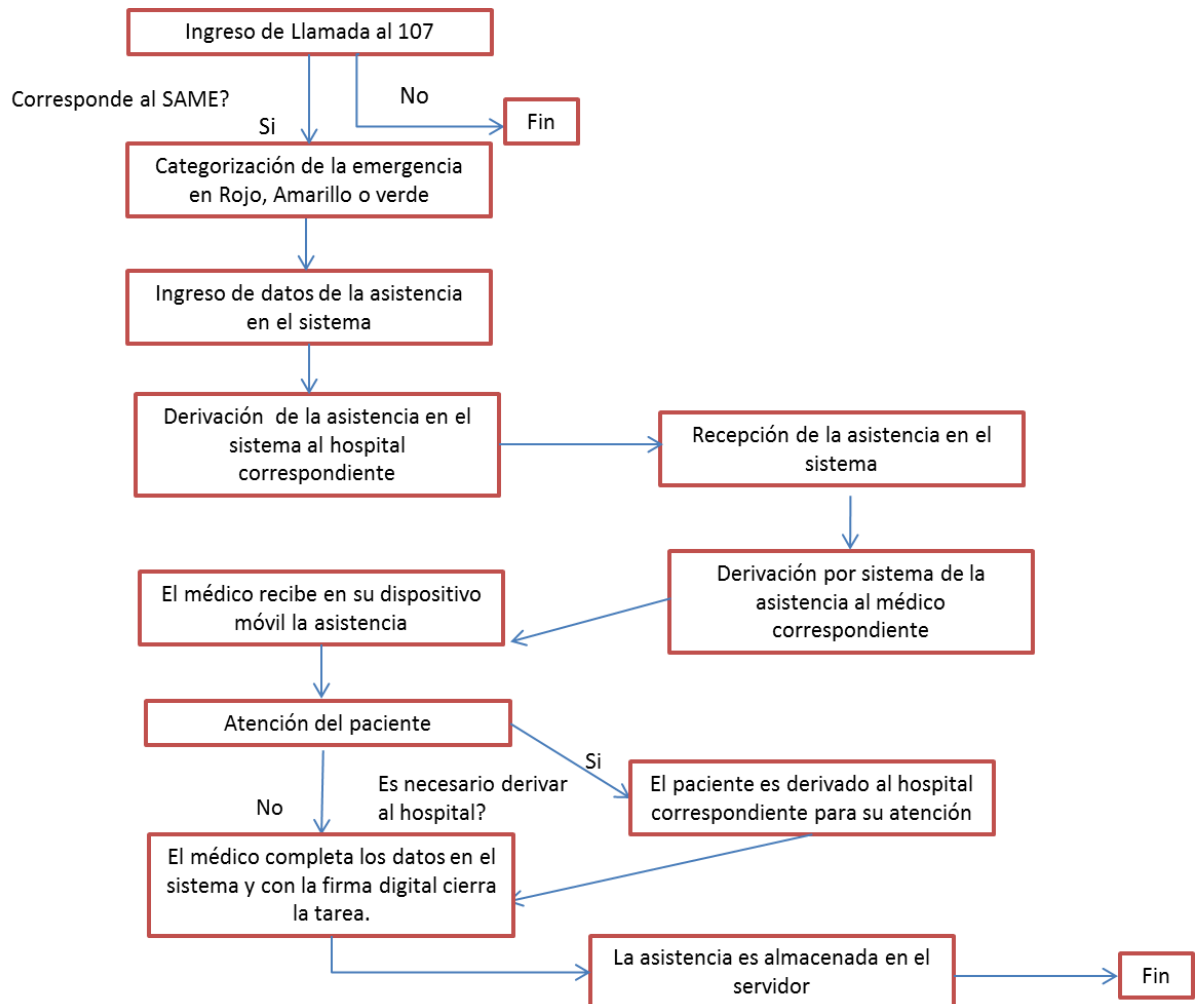 Ingreso de Llamada al 107
Corresponde al SAME?
No
Si
Fin
Categorización de la emergencia
en Rojo, Amarillo o verde
Ingreso de datos de la asistencia
en el sistema
Derivación de la asistencia en el
sistema al hospital
correspondiente
Recepción de la asistencia en el
sistema
Derivación por sistema de la
asistencia al médico
correspondiente
El médico recibe en su dispositivo
móvil la asistencia
Atención del paciente
Si
Es necesario derivar
al hospital?
No
El paciente es derivado al hospital
correspondiente para su atención
El médico completa los datos en el
sistema y con la firma digital cierra
la tarea.
La asistencia es almacenada en el
servidor
Fin